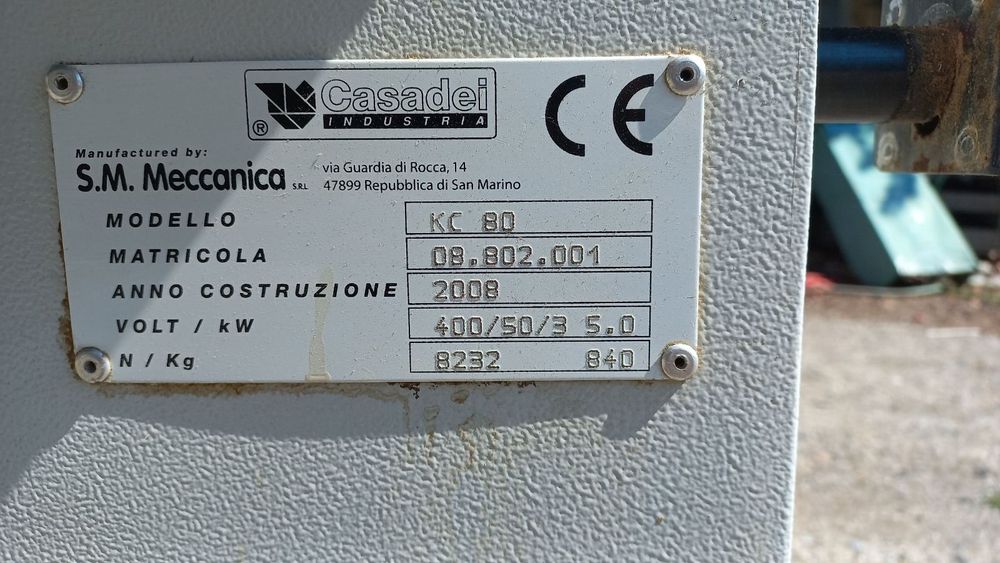 Casadei
® INDUSTRIA
CE
Manufactured by:
S.M. Meccanica S.R.L via Guardia di Rocca, 14
47899 Repubblica di San Marino
MODELLO KC 80
MATRICOLA 08.802.001
ANNO COSTRUZIONE 2008
VOLT / kW 400/50/3 5.0
N / Kg 8232 840